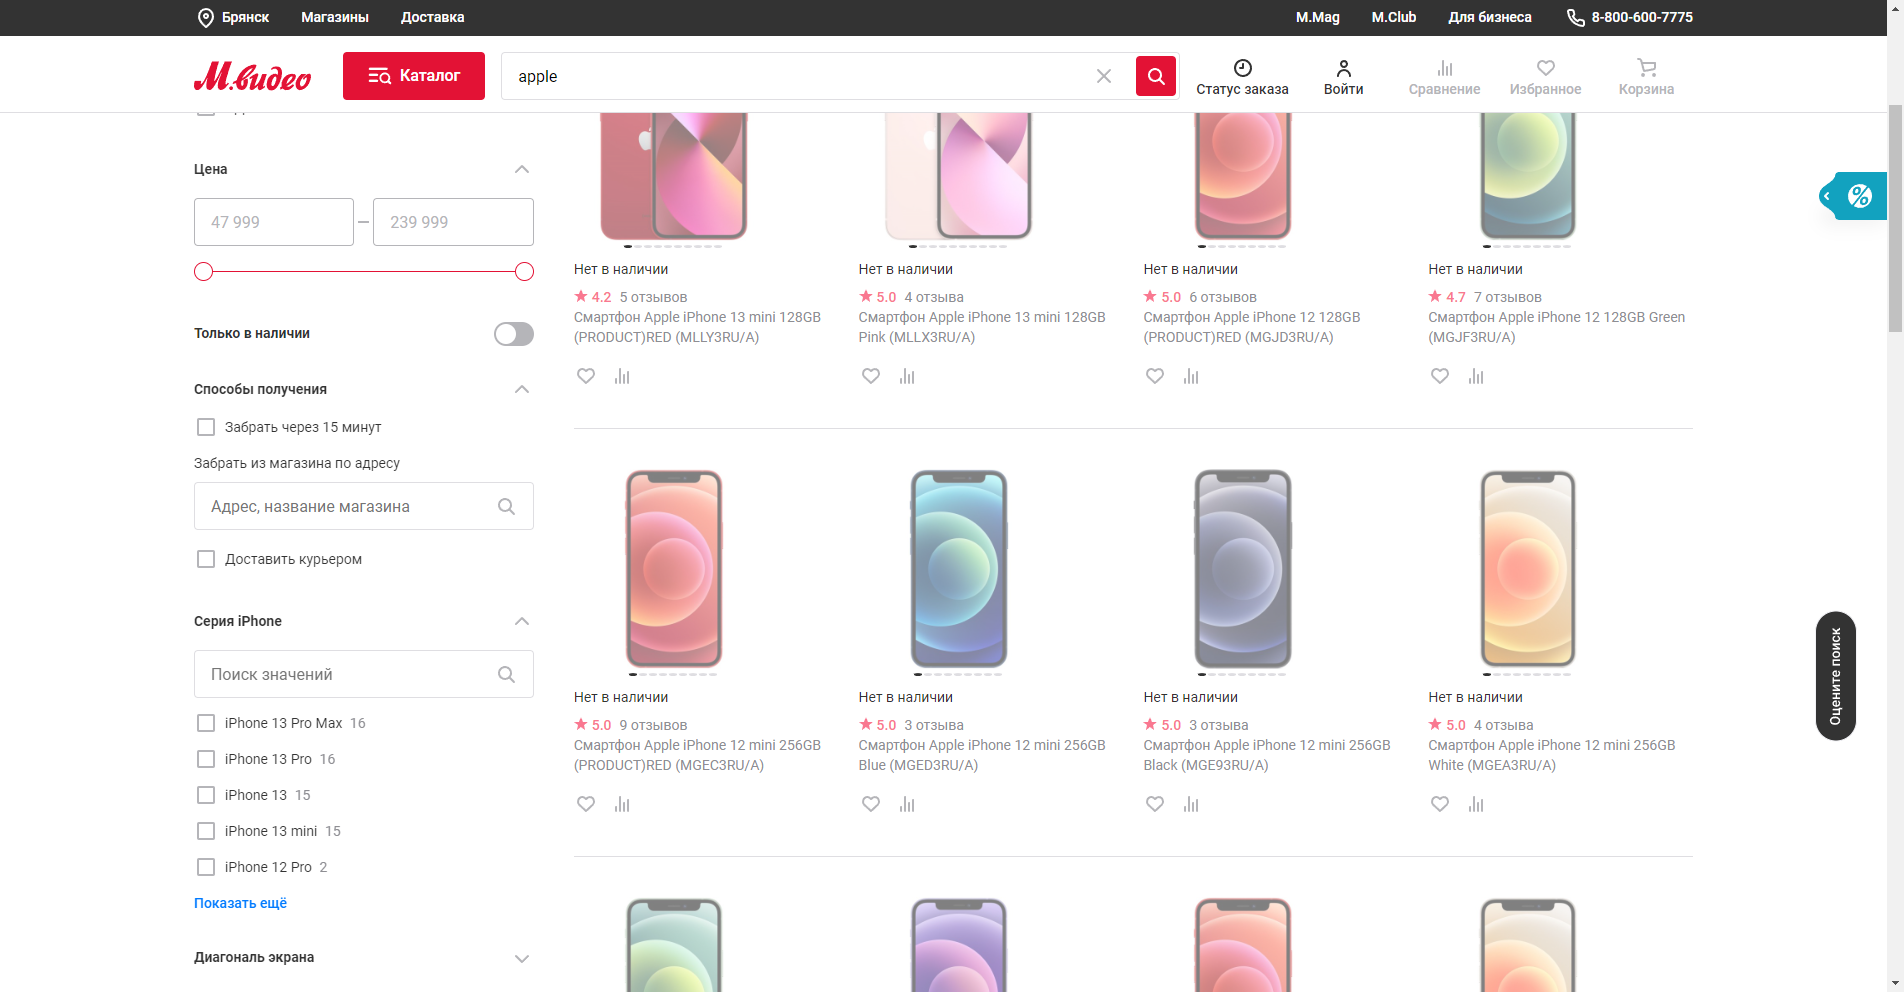 Брянск
Магазины
Доставка
M.Mag
M.Club
Для бизнеса
8-800-600-7775
М.видео
Каталог
apple
Статус заказа
Войти
Сравнение
Избранное
Корзина
Цена
47 999
–
239 999
Только в наличии
Способы получения
Забрать через 15 минут
Забрать из магазина по адресу
Адрес, название магазина
Доставить курьером
Серия iPhone
Поиск значений
iPhone 13 Pro Max 16
iPhone 13 Pro 16
iPhone 13 15
iPhone 13 mini 15
iPhone 12 Pro 2
Показать ещё
Диагональ экрана
Нет в наличии
4.2 5 отзывов
Смартфон Apple iPhone 13 mini 128GB
(PRODUCT)RED (MLLY3RU/A)
Нет в наличии
5.0 4 отзыва
Смартфон Apple iPhone 13 mini 128GB
Pink (MLLX3RU/A)
Нет в наличии
5.0 6 отзывов
Смартфон Apple iPhone 12 128GB
(PRODUCT)RED (MGJD3RU/A)
Нет в наличии
4.7 7 отзывов
Смартфон Apple iPhone 12 128GB Green
(MGJF3RU/A)
Нет в наличии
5.0 9 отзывов
Смартфон Apple iPhone 12 mini 256GB
(PRODUCT)RED (MGEC3RU/A)
Нет в наличии
5.0 3 отзыва
Смартфон Apple iPhone 12 mini 256GB
Blue (MGED3RU/A)
Нет в наличии
5.0 3 отзыва
Смартфон Apple iPhone 12 mini 256GB
Black (MGE93RU/A)
Нет в наличии
5.0 4 отзыва
Смартфон Apple iPhone 12 mini 256GB
White (MGEA3RU/A)
%
Оцените поиск